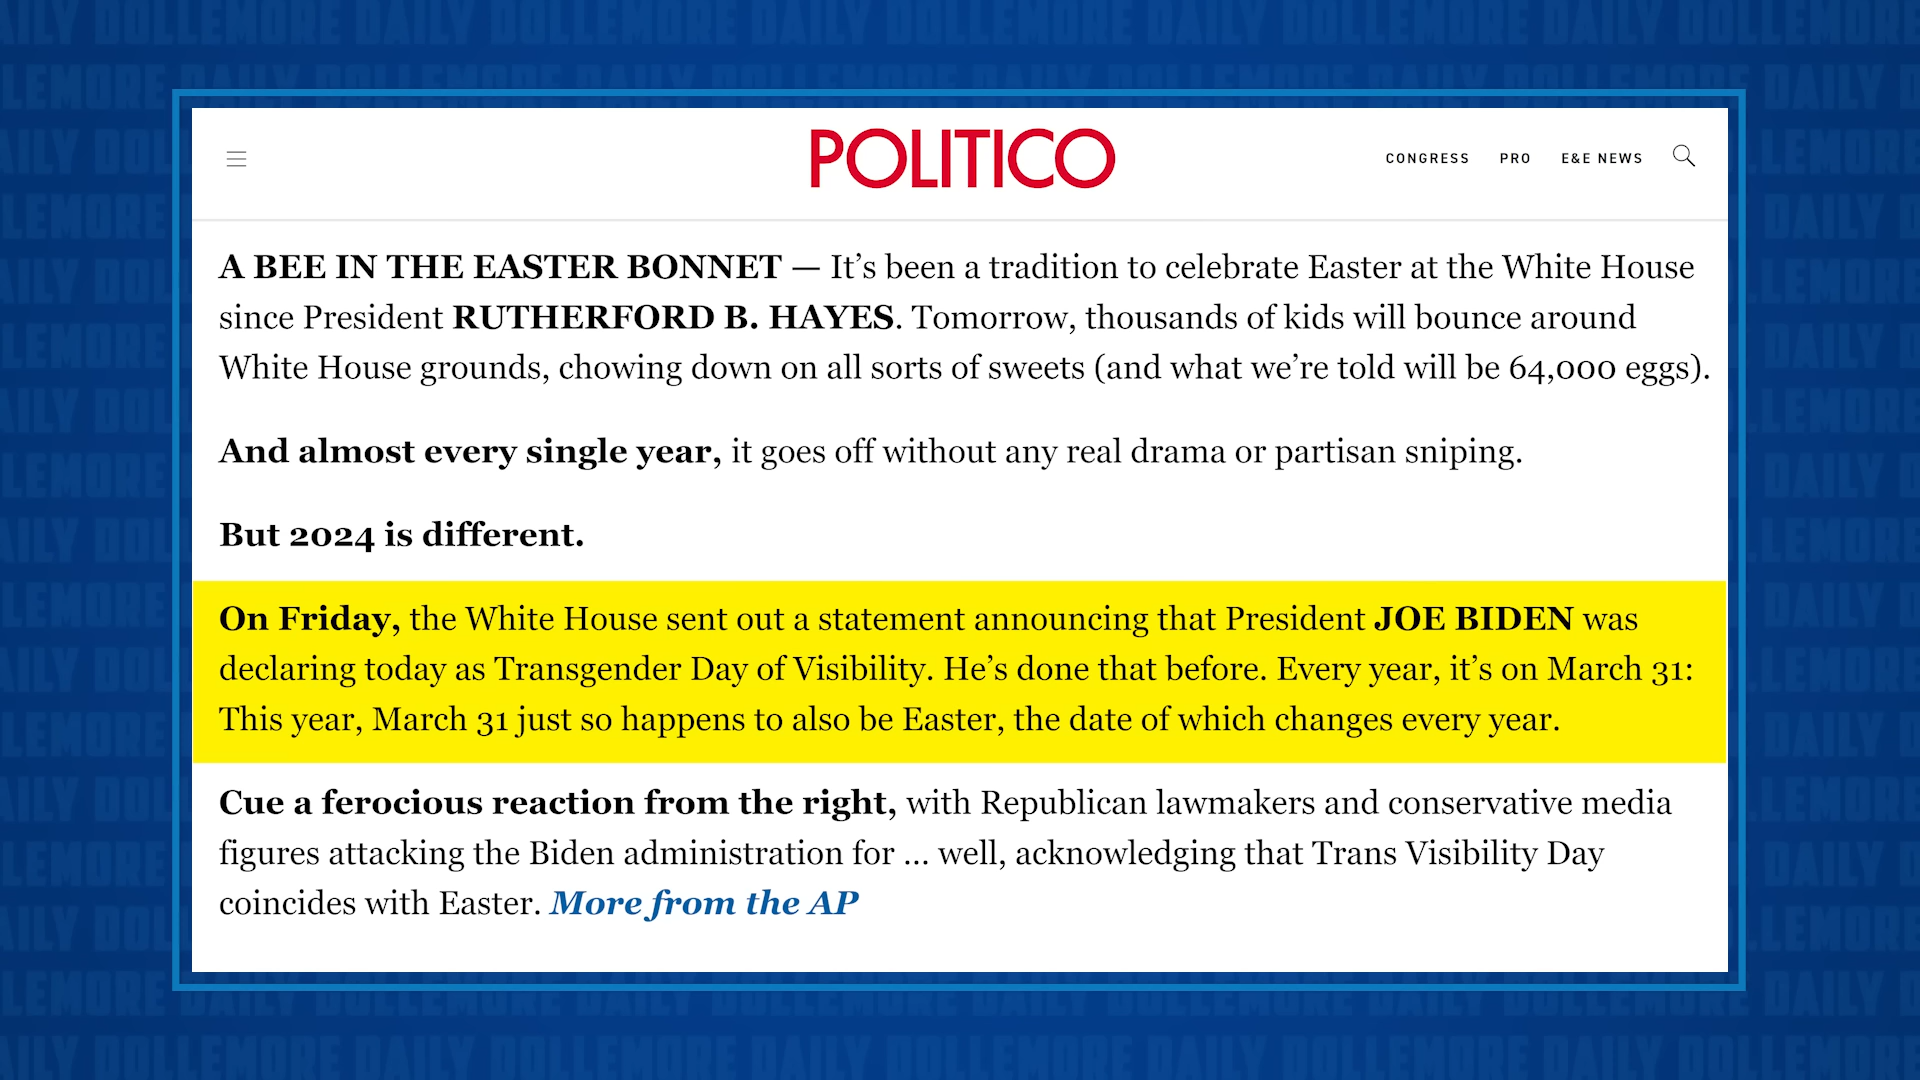 DAILY DOLLEMORE DAILY DOLLEMORE DAILY DOLLEMORE DAILY
POLITICO
CONGRESS PRO E&E NEWS
A BEE IN THE EASTER BONNET — It’s been a tradition to celebrate Easter at the White House
since President RUTHERFORD B. HAYES. Tomorrow, thousands of kids will bounce around
White House grounds, chowing down on all sorts of sweets (and what we’re told will be 64,000 eggs).
And almost every single year, it goes off without any real drama or partisan sniping.
But 2024 is different.
On Friday, the White House sent out a statement announcing that President JOE BIDEN was
declaring today as Transgender Day of Visibility. He’s done that before. Every year, it’s on March 31:
This year, March 31 just so happens to also be Easter, the date of which changes every year.
Cue a ferocious reaction from the right, with Republican lawmakers and conservative media
figures attacking the Biden administration for ... well, acknowledging that Trans Visibility Day
coincides with Easter. More from the AP